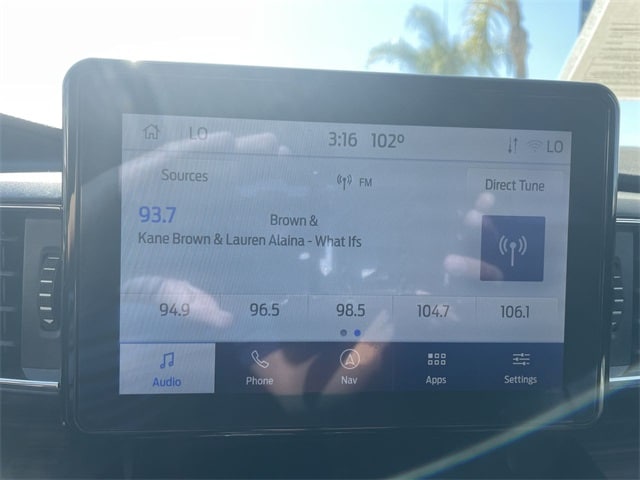 LO 3:16 102° LO
Sources FM Direct Tune
93.7 Brown &
Kane Brown & Lauren Alaina - What Ifs
94.9 96.5 98.5 104.7 106.1
Audio Phone Nav Apps Settings